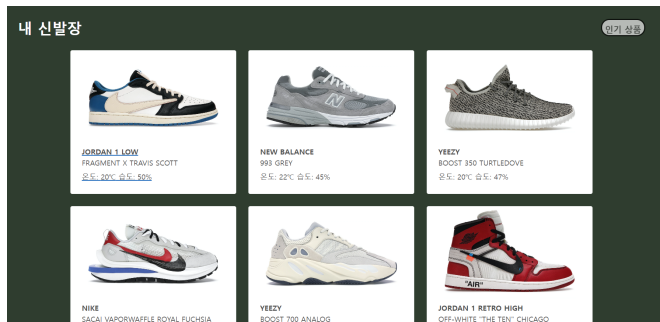 내 신발장
인기 상품
JORDAN 1 LOW
FRAGMENT X TRAVIS SCOTT
온도: 20℃ 습도: 50%
NEW BALANCE
993 GREY
온도: 22℃ 습도: 45%
YEEZY
BOOST 350 TURTLEDOVE
온도: 20℃ 습도: 47%
"AIR"
NIKE
SACAI VAPORWAFFLE ROYAL FUCHSIA
YEEZY
BOOST 700 ANALOG
JORDAN 1 RETRO HIGH
OFF-WHITE "THE TEN" CHICAGO